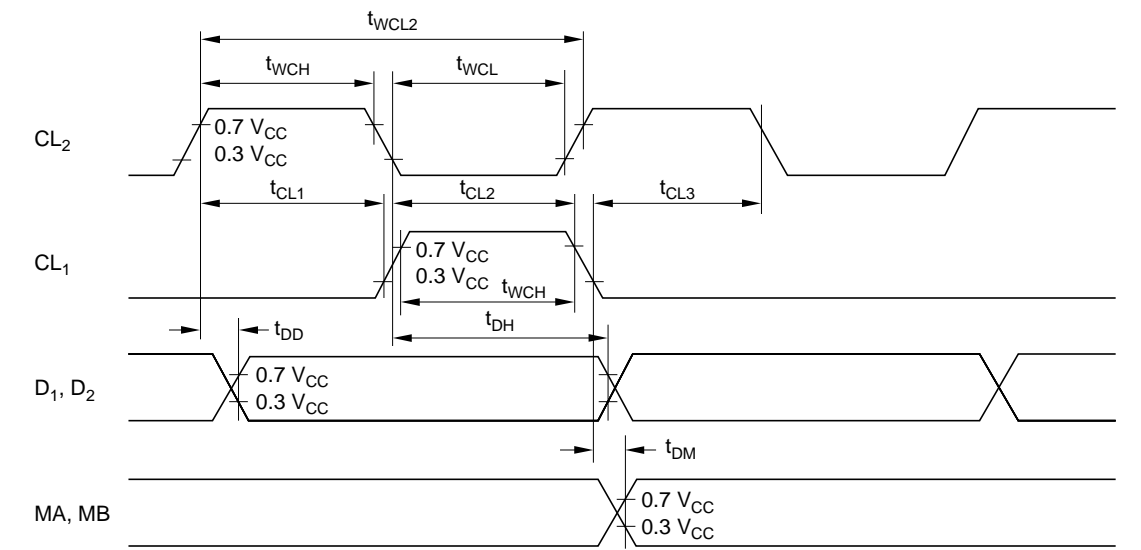 tWCL2
tWCH tWCL
CL2 0.7 VCC
0.3 VCC
tCL1 tCL2 tCL3
CL1 0.7 VCC
0.3 VCC
tWCH
tDH
tDD
D1, D2 0.7 VCC
0.3 VCC
tDM
MA, MB 0.7 VCC
0.3 VCC